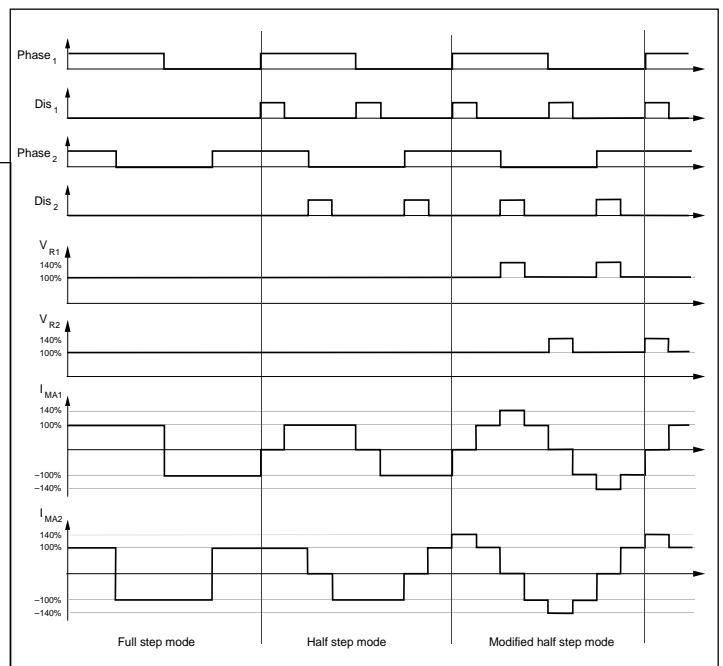 Phase 1
Dis 1
Phase 2
Dis 2
V R1
140%
100%
V R2
140%
100%
I MA1
140%
100%
–100%
–140%
I MA2
140%
100%
–100%
–140%
Full step mode Half step mode Modified half step mode